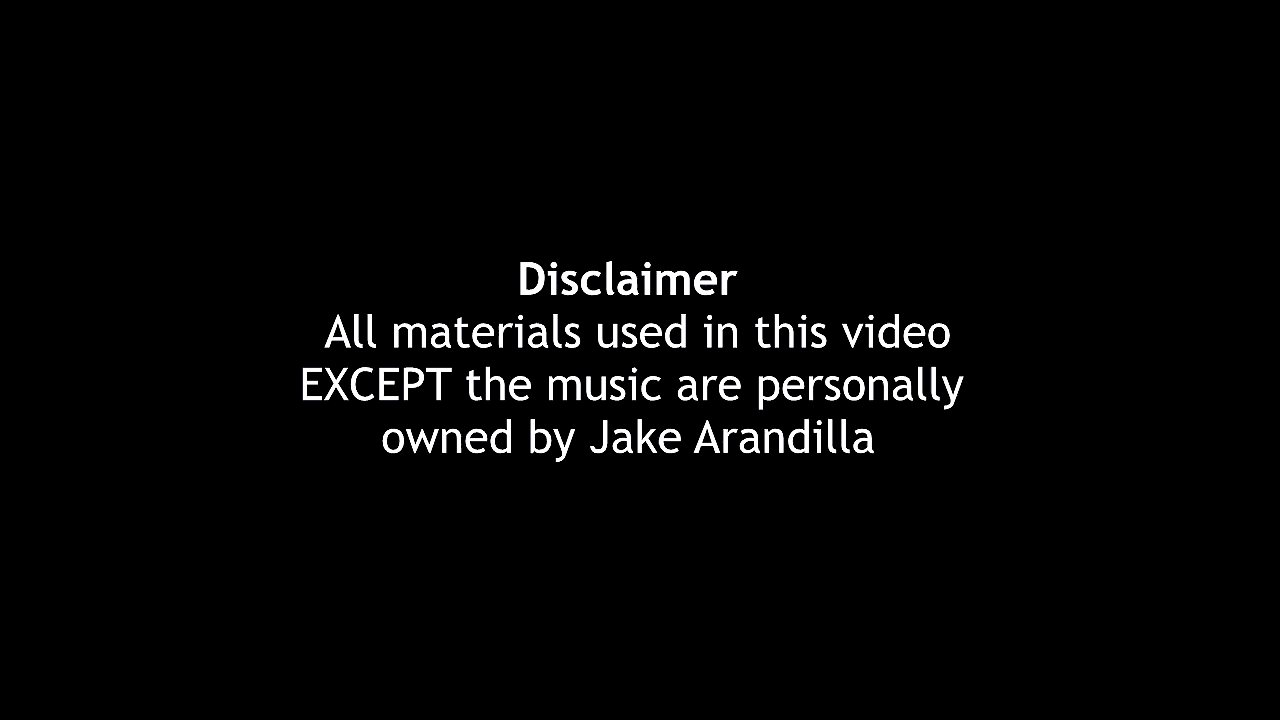 Disclaimer
All materials used in this video
EXCEPT the music are personally
owned by Jake Arandilla